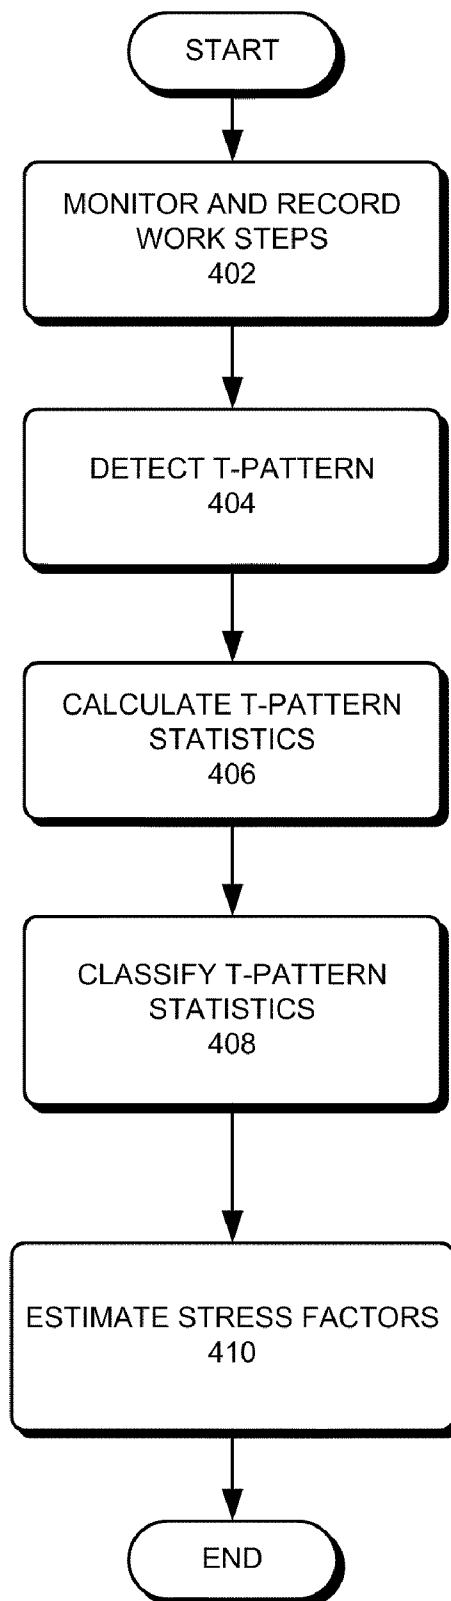 START
MONITOR AND RECORD
WORK STEPS
402
DETECT T-PATTERN
404
CALCULATE T-PATTERN
STATISTICS
406
CLASSIFY T-PATTERN
STATISTICS
408
ESTIMATE STRESS FACTORS
410
END